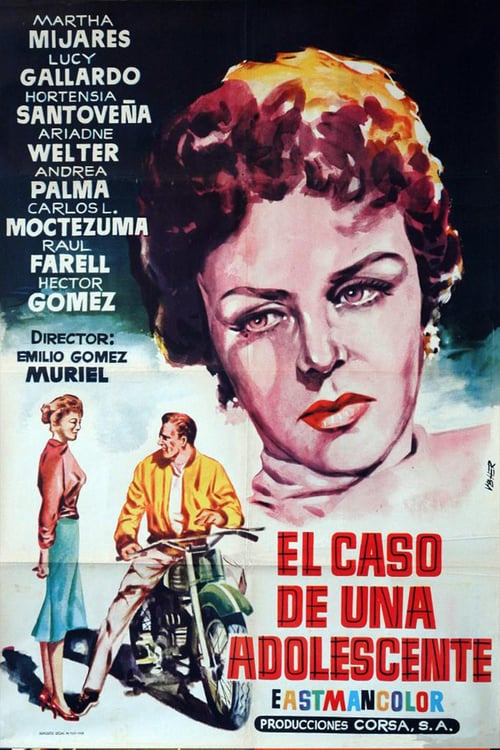 MARTHA
MIJARES
LUCY
GALLARDO
HORTENSIA
SANTOVEÑA
ARIADNE
WELTER
ANDREA
PALMA
CARLOS L.
MOCTEZUMA
RAUL
FARELL
HECTOR
GOMEZ
DIRECTOR:
EMILIO GOMEZ
MURIEL
EL CASO
DE UNA
ADOLESCENTE
EASTMANCOLOR
PRODUCCIONES CORSA, S.A.